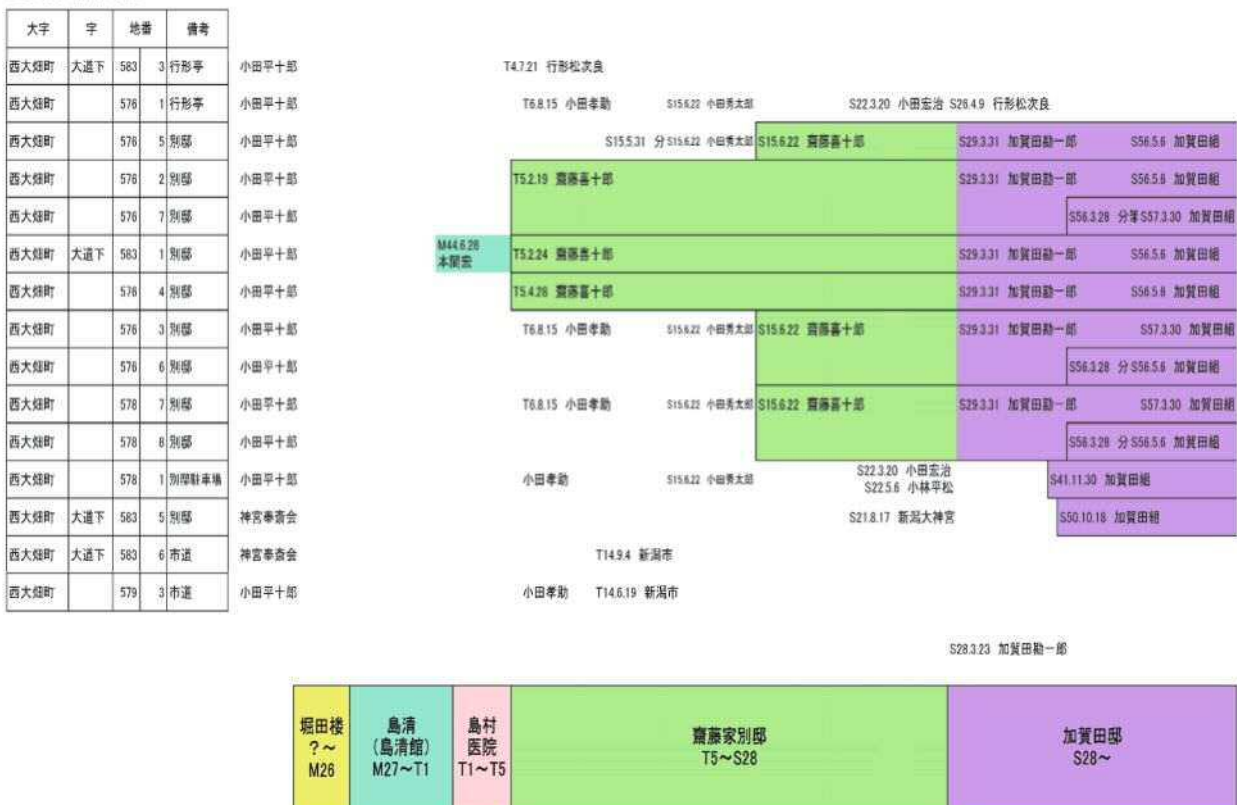 大字 字 地番 備考
西大畑町 大道下 583 3 行形亭 小田平十郎 T4.7.21 行形松次良
西大畑町 576 1 行形亭 小田平十郎 T6.8.15 小田孝助 S15.6.22 小田秀太郎 S22.3.20 小田宏治 S26.4.9 行形松次良
西大畑町 576 5 別邸 小田平十郎 S15.5.31 分 S15.6.22 小田秀太郎 S15.6.22 齋藤喜十郎 S29.3.31 加賀田勘一郎 S56.5.6 加賀田組
西大畑町 576 2 別邸 小田平十郎 T5.2.19 齋藤喜十郎 S29.3.31 加賀田勘一郎 S56.5.6 加賀田組
西大畑町 576 7 別邸 小田平十郎 S56.3.28 分筆 S57.3.30 加賀田組
西大畑町 大道下 583 1 別邸 小田平十郎 M44.6.28 本間宏 T5.2.24 齋藤喜十郎 S29.3.31 加賀田勘一郎 S56.5.6 加賀田組
西大畑町 576 4 別邸 小田平十郎 T5.4.28 齋藤喜十郎 S29.3.31 加賀田勘一郎 S56.5.6 加賀田組
西大畑町 576 3 別邸 小田平十郎 T6.8.15 小田孝助 S15.6.22 小田秀太郎 S15.6.22 齋藤喜十郎 S29.3.31 加賀田勘一郎 S57.3.30 加賀田組
西大畑町 576 6 別邸 小田平十郎 S56.3.28 分 S56.5.6 加賀田組
西大畑町 578 7 別邸 小田平十郎 T6.8.15 小田孝助 S15.6.22 小田秀太郎 S15.6.22 齋藤喜十郎 S29.3.31 加賀田勘一郎 S57.3.30 加賀田組
西大畑町 578 8 別邸 小田平十郎 S56.3.28 分 S56.5.6 加賀田組
西大畑町 578 1 別邸駐車場 小田平十郎 小田孝助 S15.6.22 小田秀太郎 S22.3.20 小田宏治 S41.11.30 加賀田組
S22.5.6 小林平松
西大畑町 大道下 583 5 別邸 神宮奉斎会 S21.8.17 新潟大神宮 S50.10.18 加賀田組
西大畑町 大道下 583 6 市道 神宮奉斎会 T14.9.4 新潟市
西大畑町 579 3 市道 小田平十郎 小田孝助 T14.6.19 新潟市
S28.3.23 加賀田勘一郎
堀田楼
?～
M26
島清
(島清館)
M27～T1
島村
医院
T1～T5
齋藤家別邸
T5～S28
加賀田邸
S28～